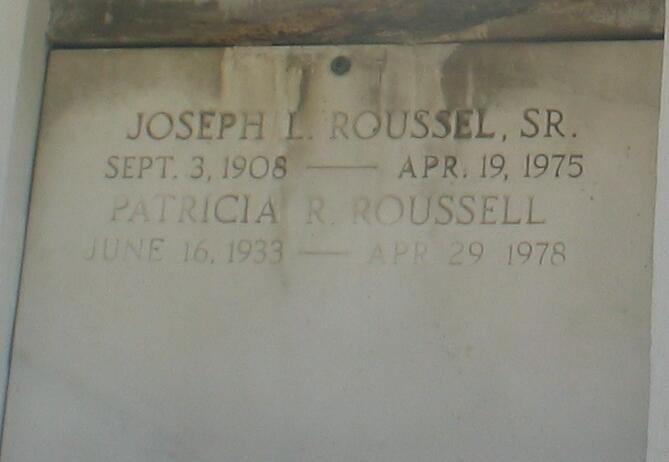 JOSEPH L. ROUSSEL, SR.
SEPT. 3, 1908 — APR. 19, 1975
PATRICIA R. ROUSSELL
JUNE 16, 1933 — APR 29 1978